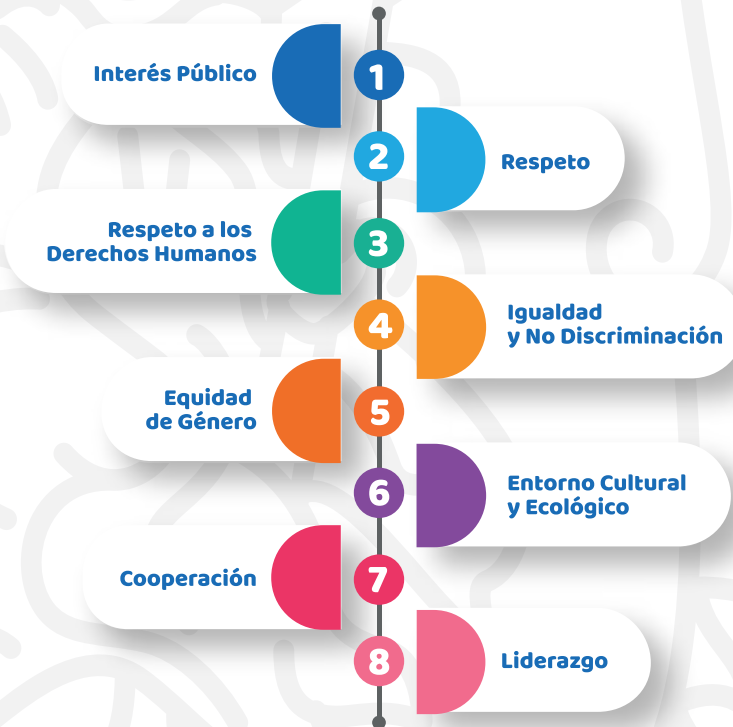 Interés Público
1
2
Respeto
Respeto a los
Derechos Humanos
3
4
Igualdad
y No Discriminación
Equidad
de Género
5
6
Entorno Cultural
y Ecológico
Cooperación
7
8
Liderazgo